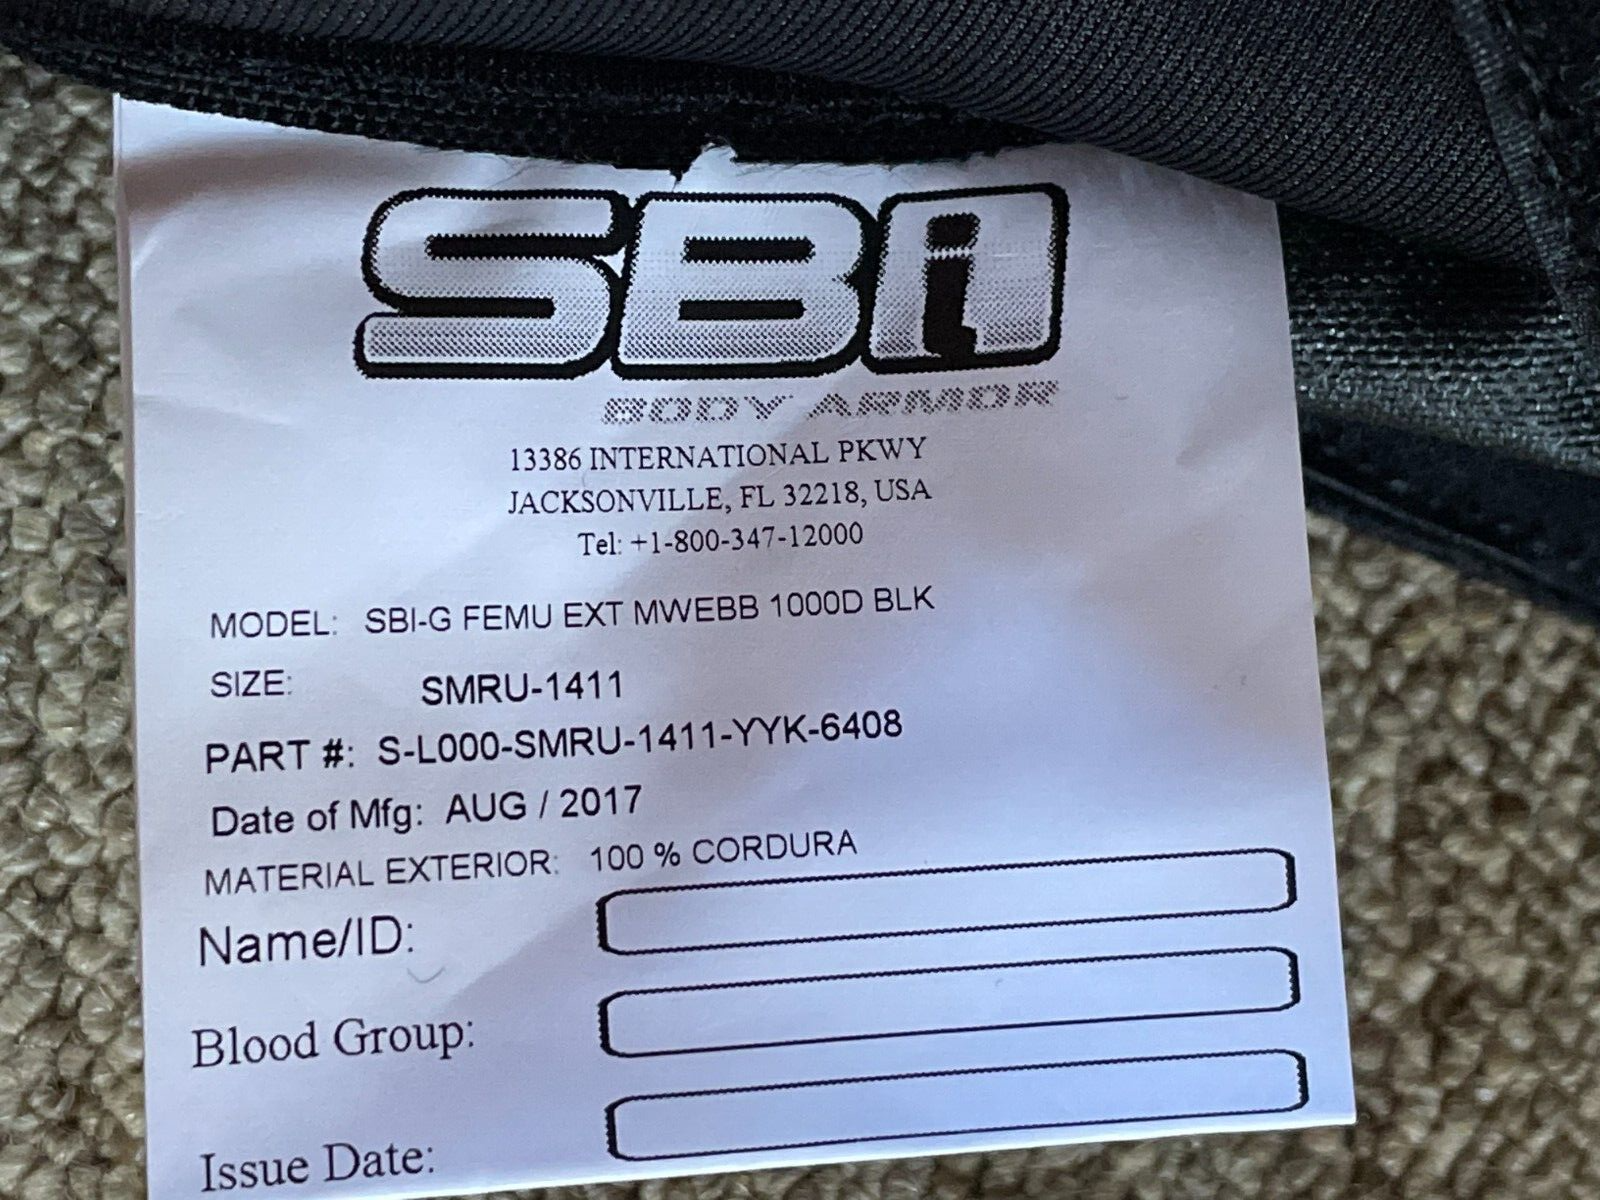 SBi
BODY ARMOR
13386 INTERNATIONAL PKWY
JACKSONVILLE, FL 32218, USA
Tel: +1-800-347-12000
MODEL: SBI-G FEMU EXT MWEBB 1000D BLK
SIZE: SMRU-1411
PART #: S-L000-SMRU-1411-YYK-6408
Date of Mfg: AUG / 2017
MATERIAL EXTERIOR: 100 % CORDURA
Name/ID:
Blood Group:
Issue Date: